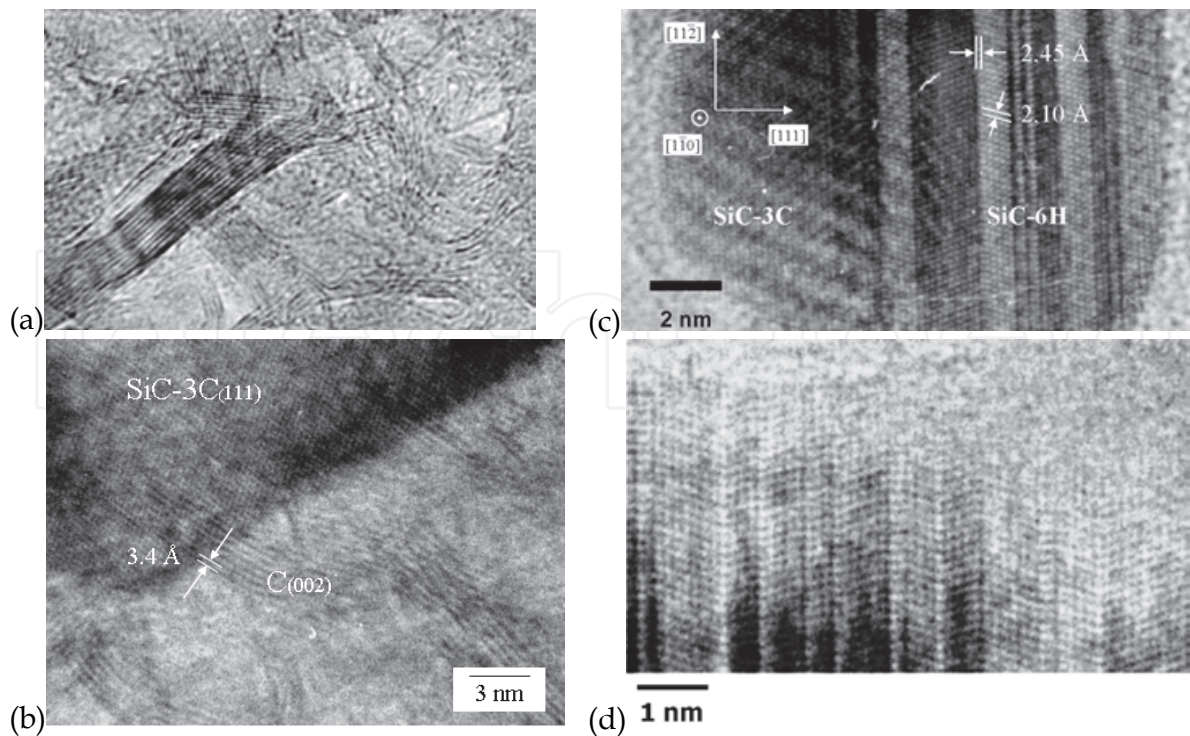 (a)
SiC-3C(111)
3.4 Å
C(002)
3 nm
(b)
[112̅]
[111]
[11̅0]
2.45 Å
2.10 Å
SiC-3C
SiC-6H
2 nm
(c)
(d)
1 nm